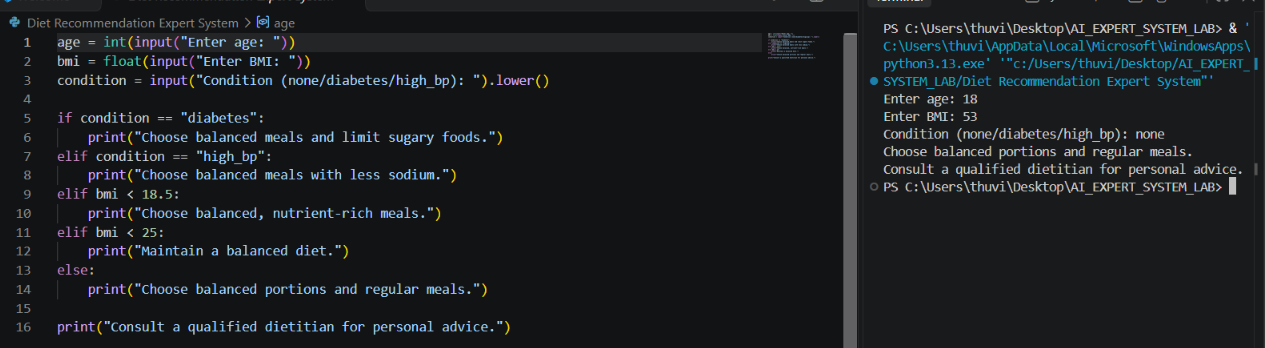 Diet Recommendation Expert System > age
1 age = int(input("Enter age: "))
2 bmi = float(input("Enter BMI: "))
3 condition = input("Condition (none/diabetes/high_bp): ").lower()
4
5 if condition == "diabetes":
6     print("Choose balanced meals and limit sugary foods.")
7 elif condition == "high_bp":
8     print("Choose balanced meals with less sodium.")
9 elif bmi < 18.5:
10     print("Choose balanced, nutrient-rich meals.")
11 elif bmi < 25:
12     print("Maintain a balanced diet.")
13 else:
14     print("Choose balanced portions and regular meals.")
15
16 print("Consult a qualified dietitian for personal advice.")
PS C:\Users\thuvi\Desktop\AI_EXPERT_SYSTEM_LAB> & '
C:\Users\thuvi\AppData\Local\Microsoft\WindowsApps\
python3.13.exe' '"c:/Users/thuvi/Desktop/AI_EXPERT_
SYSTEM_LAB/Diet Recommendation Expert System"'
Enter age: 18
Enter BMI: 53
Condition (none/diabetes/high_bp): none
Choose balanced portions and regular meals.
Consult a qualified dietitian for personal advice.
PS C:\Users\thuvi\Desktop\AI_EXPERT_SYSTEM_LAB>